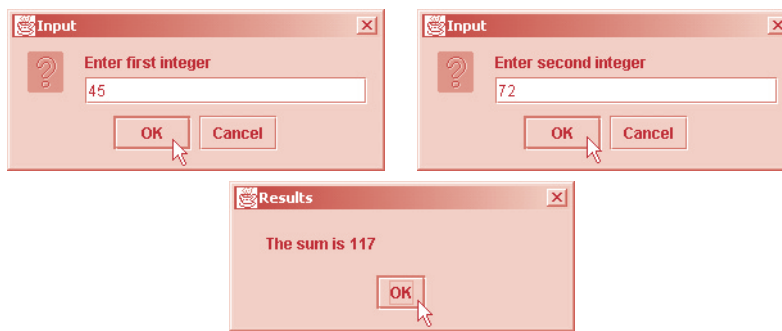 Input
Enter first integer
45
OK
Cancel
Input
Enter second integer
72
OK
Cancel
Results
The sum is 117
OK